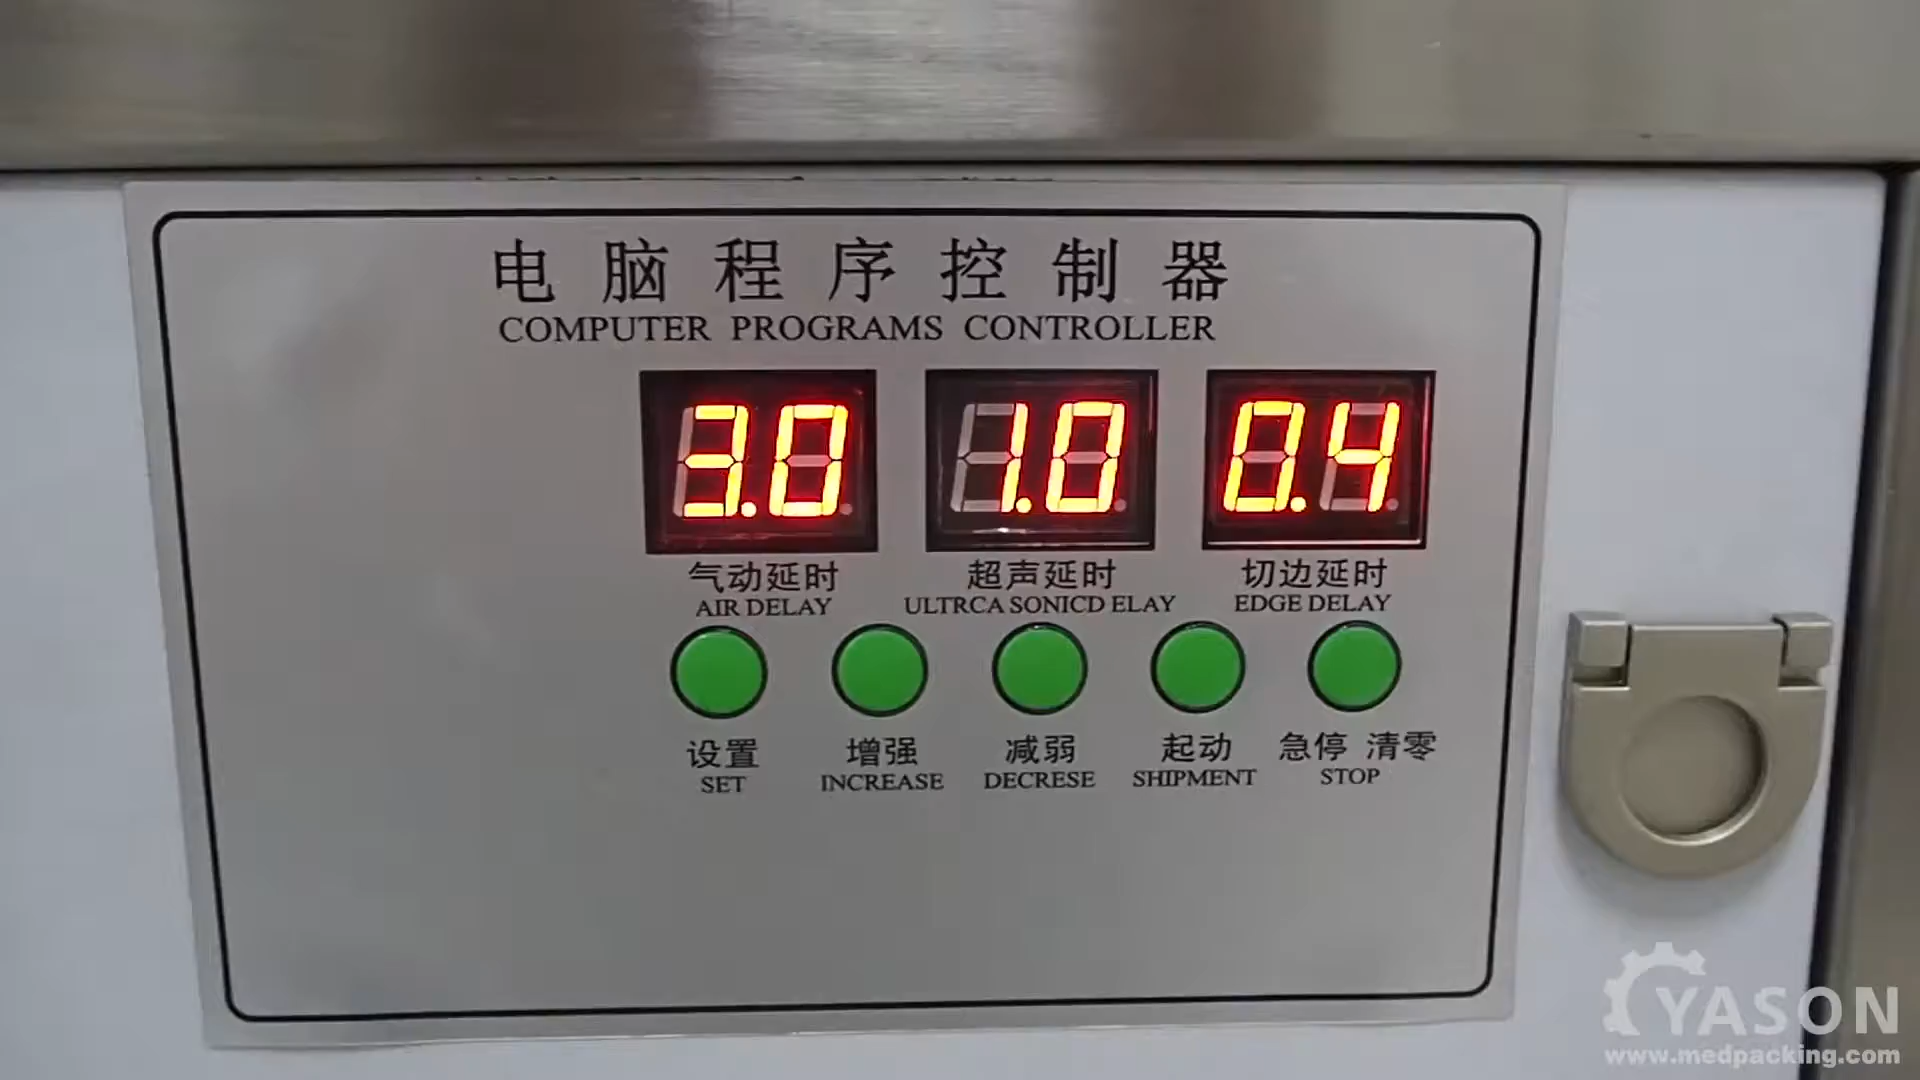 电脑程序控制器
COMPUTER PROGRAMS CONTROLLER
3.0 1.0 0.4
气动延时 超声延时 切边延时
AIR DELAY ULTRCA SONICD ELAY EDGE DELAY
设置 增强 减弱 起动 急停 清零
SET INCREASE DECRESE SHIPMENT STOP
YASON
www.medpacking.com